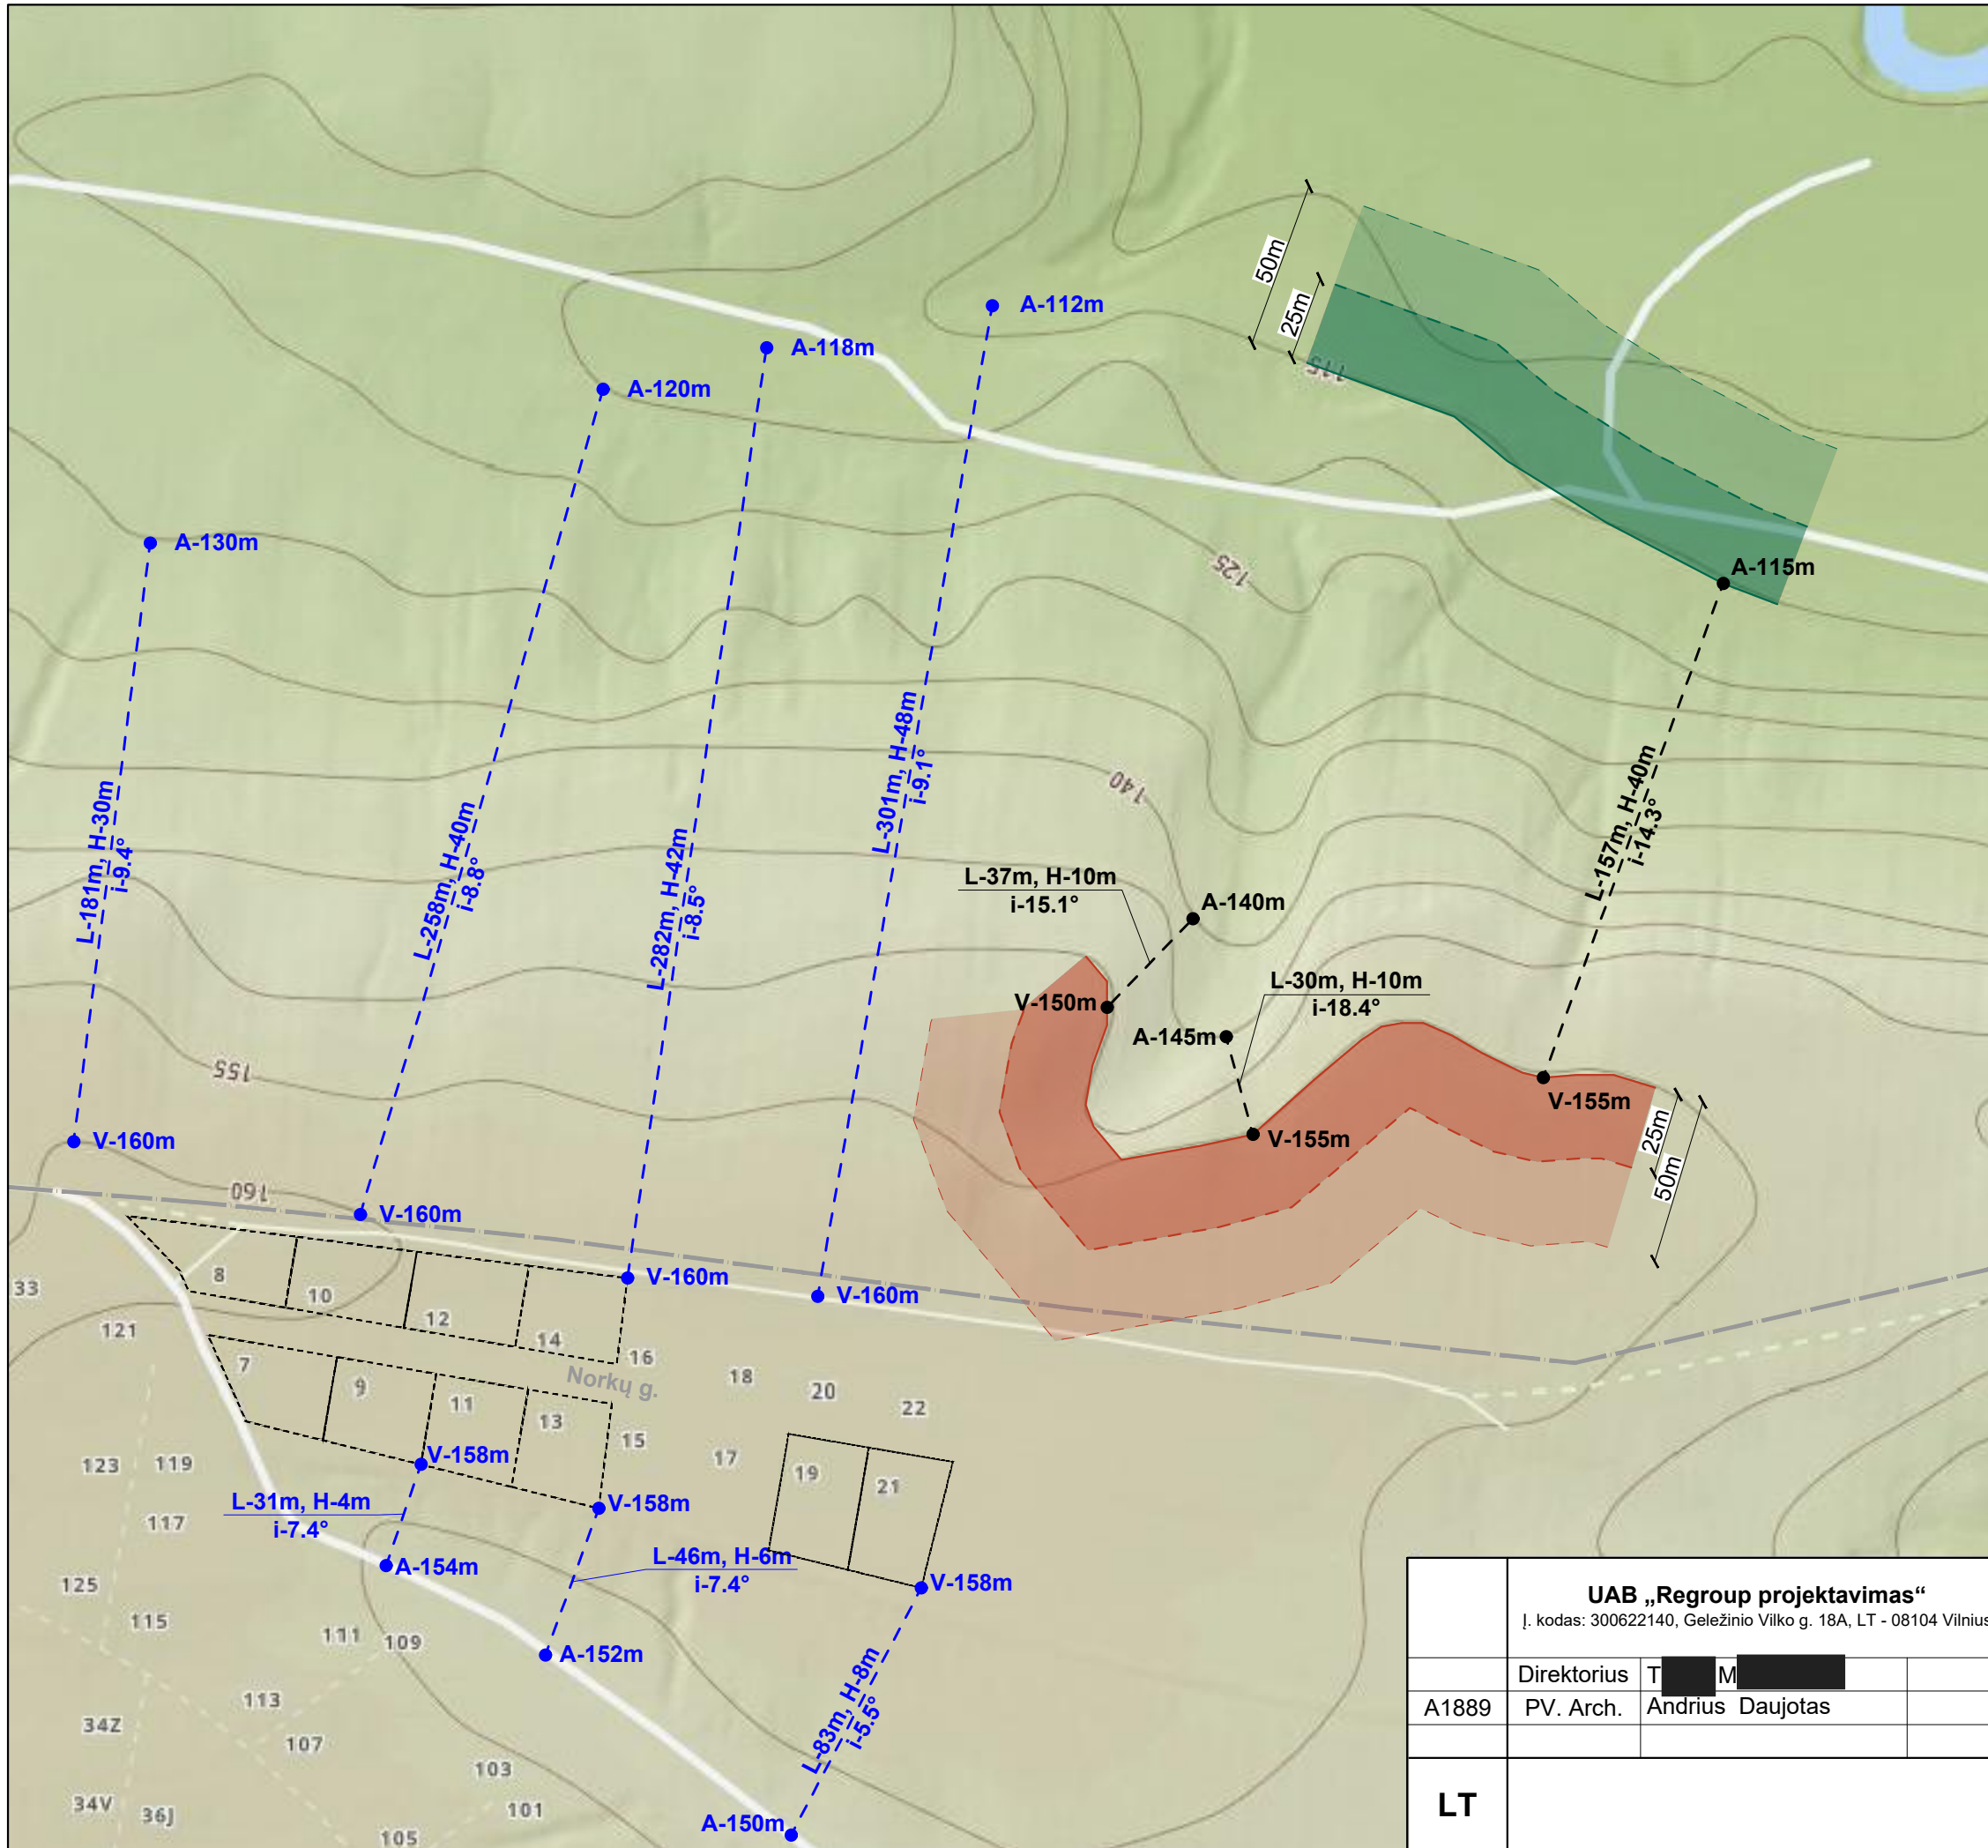 A-112m
A-118m
A-120m
A-130m
50m
25m
115
A-115m
125
140
L-181m, H-30m
i-9.4°
L-258m, H-40m
i-8.8°
L-282m, H-42m
i-8.5°
L-301m, H-48m
i-9.1°
L-157m, H-40m
i-14.3°
L-37m, H-10m
i-15.1°
A-140m
L-30m, H-10m
i-18.4°
V-150m
A-145m
V-155m
V-155m
25m
50m
155
160
V-160m
V-160m
V-160m
V-160m
33
8
10
12
14
16
121
7
9
11
13
15
Norkų g.
18
20
22
17
19
21
123
119
117
V-158m
V-158m
V-158m
L-31m, H-4m
i-7.4°
A-154m
L-46m, H-6m
i-7.4°
A-152m
L-83m, H-8m
i-5.5°
A-150m
125
115
111
109
113
107
103
101
105
34Z
34V
36J
UAB „Regroup projektavimas“
Į. kodas: 300622140, Geležinio Vilko g. 18A, LT - 08104 Vilnius
Direktorius T M
A1889 PV. Arch. Andrius Daujotas
LT